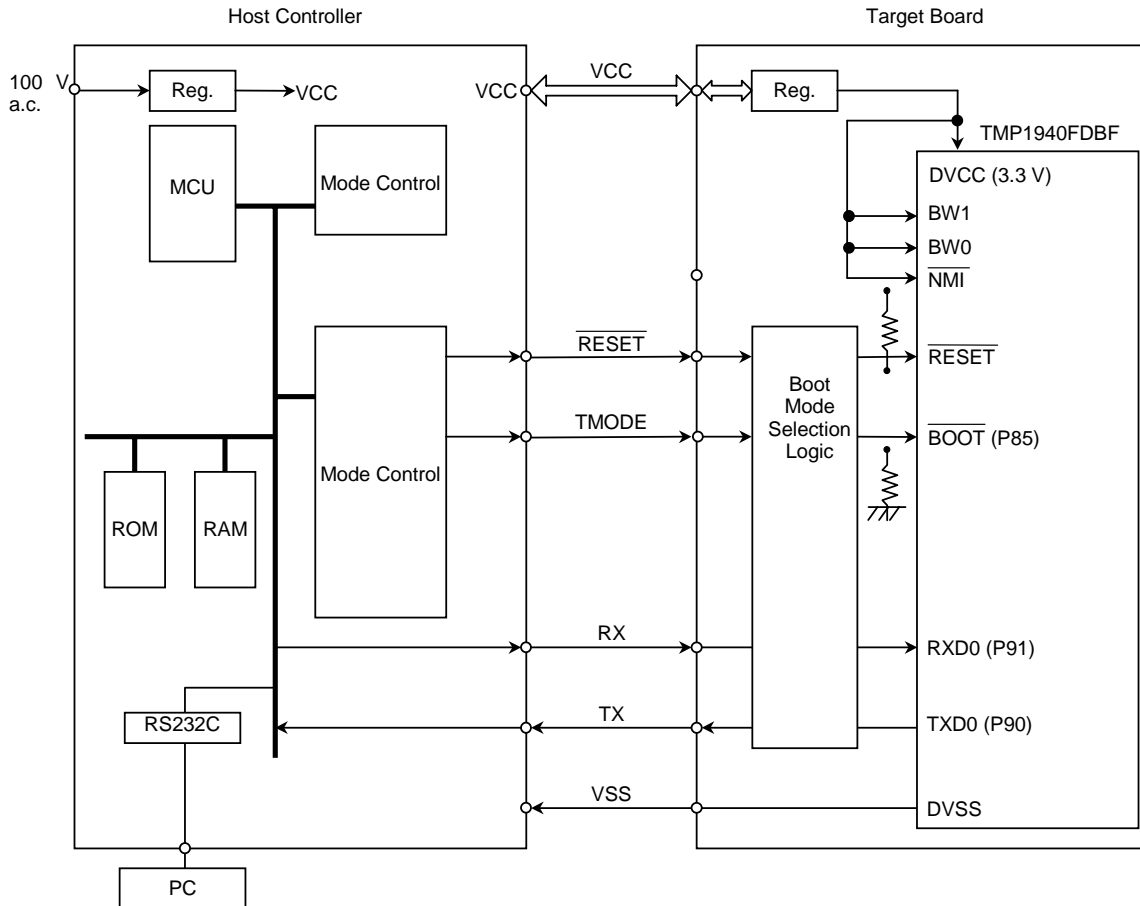 Host Controller
Target Board
100 V
a.c.
Reg.
VCC
VCC
VCC
Reg.
TMP1940FDBF
MCU
Mode Control
DVCC (3.3 V)
BW1
BW0
NMI
Mode Control
RESET
TMODE
Boot
Mode
Selection
Logic
RESET
BOOT (P85)
ROM
RAM
RX
RXD0 (P91)
RS232C
TX
TXD0 (P90)
VSS
DVSS
PC